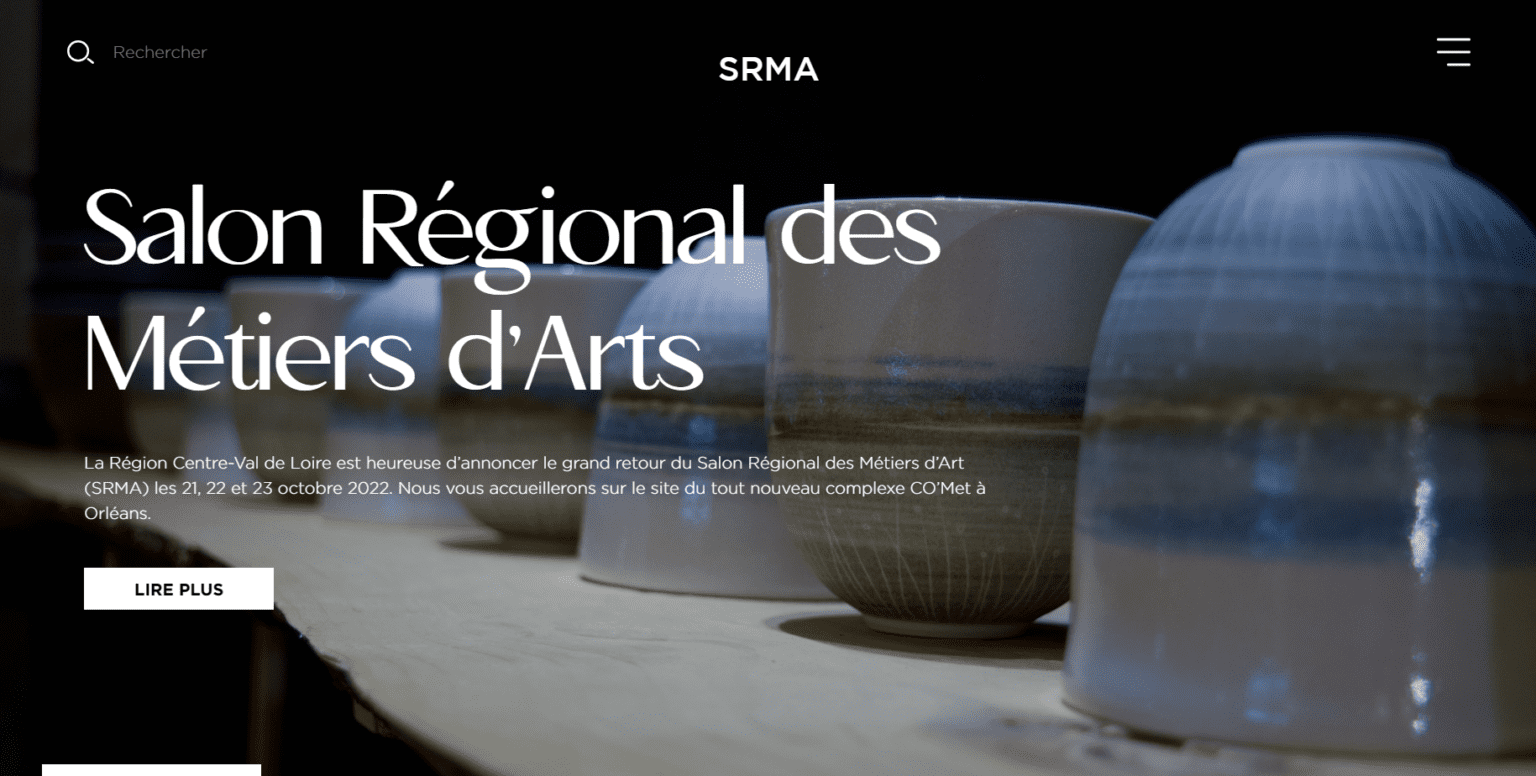 Rechercher
SRMA
Salon Régional des
Métiers d’Arts
La Région Centre-Val de Loire est heureuse d’annoncer le grand retour du Salon Régional des Métiers d’Art
(SRMA) les 21, 22 et 23 octobre 2022. Nous vous accueillerons sur le site du tout nouveau complexe CO’Met à
Orléans.
LIRE PLUS